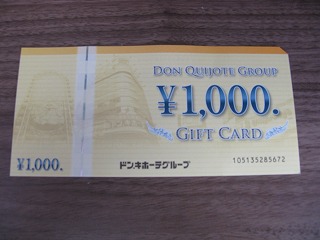 DON QUIJOTE GROUP
¥1,000.
GIFT CARD
¥1,000.
ドン.キホーテグループ
105135285672